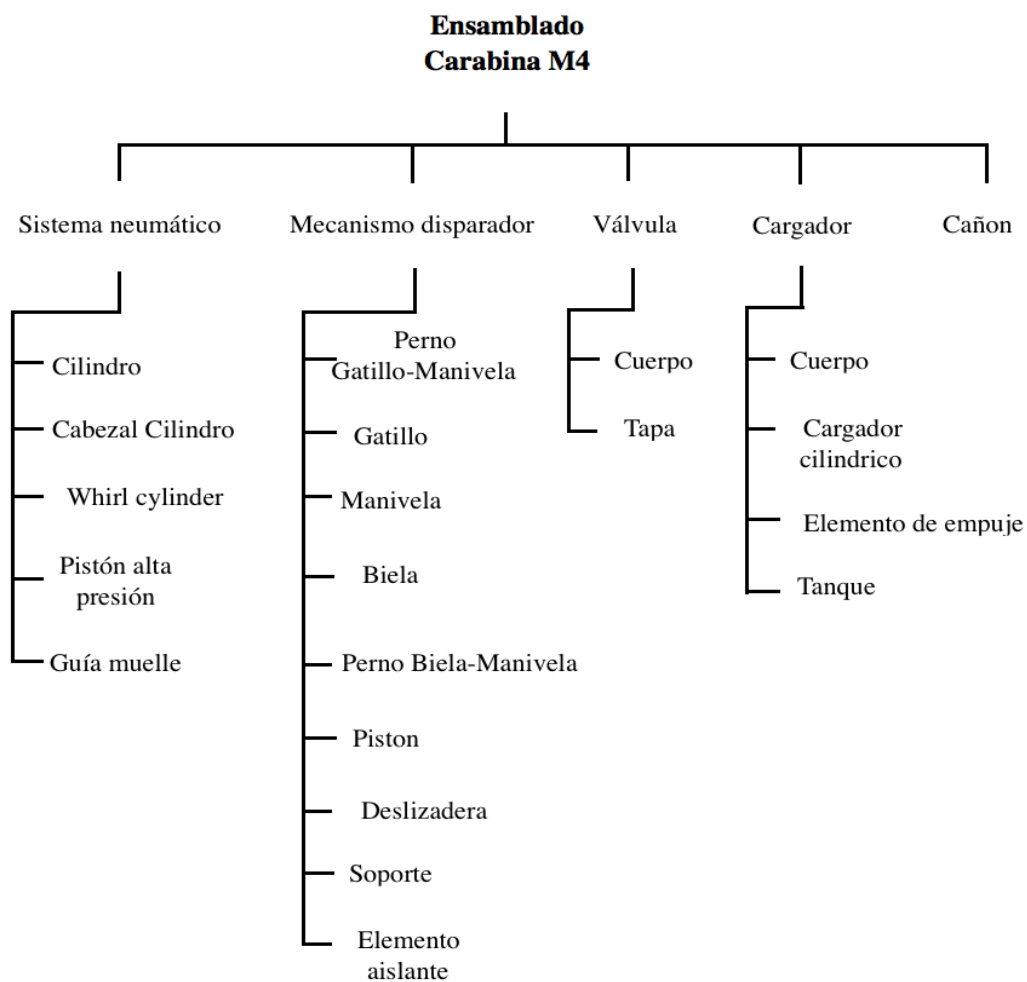 Ensamblado
Carabina M4
Sistema neumático
Mecanismo disparador
Válvula
Cargador
Cañon
Cilindro
Cabezal Cilindro
Whirl cylinder
Pistón alta
presión
Guía muelle
Perno
Gatillo-Manivela
Gatillo
Manivela
Biela
Perno Biela-Manivela
Piston
Deslizadera
Soporte
Elemento
aislante
Cuerpo
Tapa
Cuerpo
Cargador
cilindrico
Elemento de empuje
Tanque